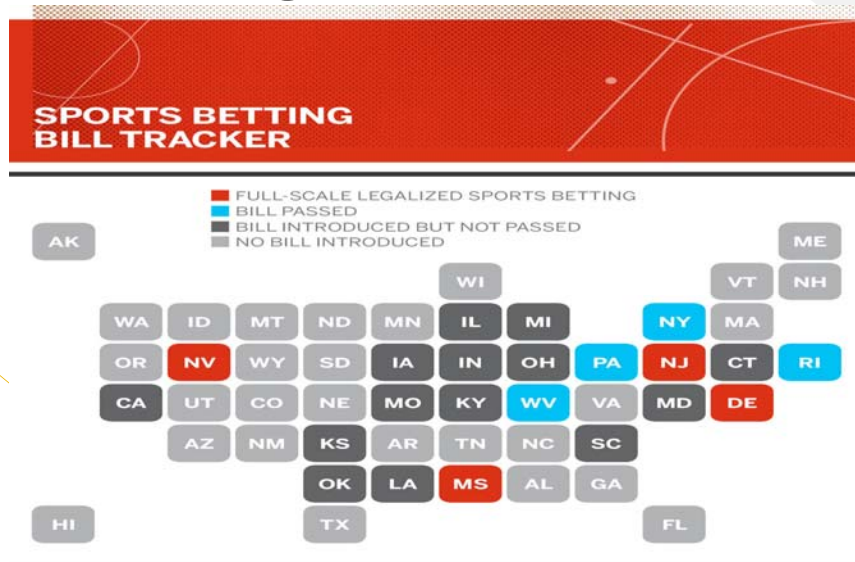 SPORTS BETTING
BILL TRACKER
FULL-SCALE LEGALIZED SPORTS BETTING
BILL PASSED
BILL INTRODUCED BUT NOT PASSED
NO BILL INTRODUCED
AK ME
WI VT NH
WA ID MT ND MN IL MI NY MA
OR NV WY SD IA IN OH PA NJ CT RI
CA UT CO NE MO KY WV VA MD DE
AZ NM KS AR TN NC SC
OK LA MS AL GA
HI TX FL